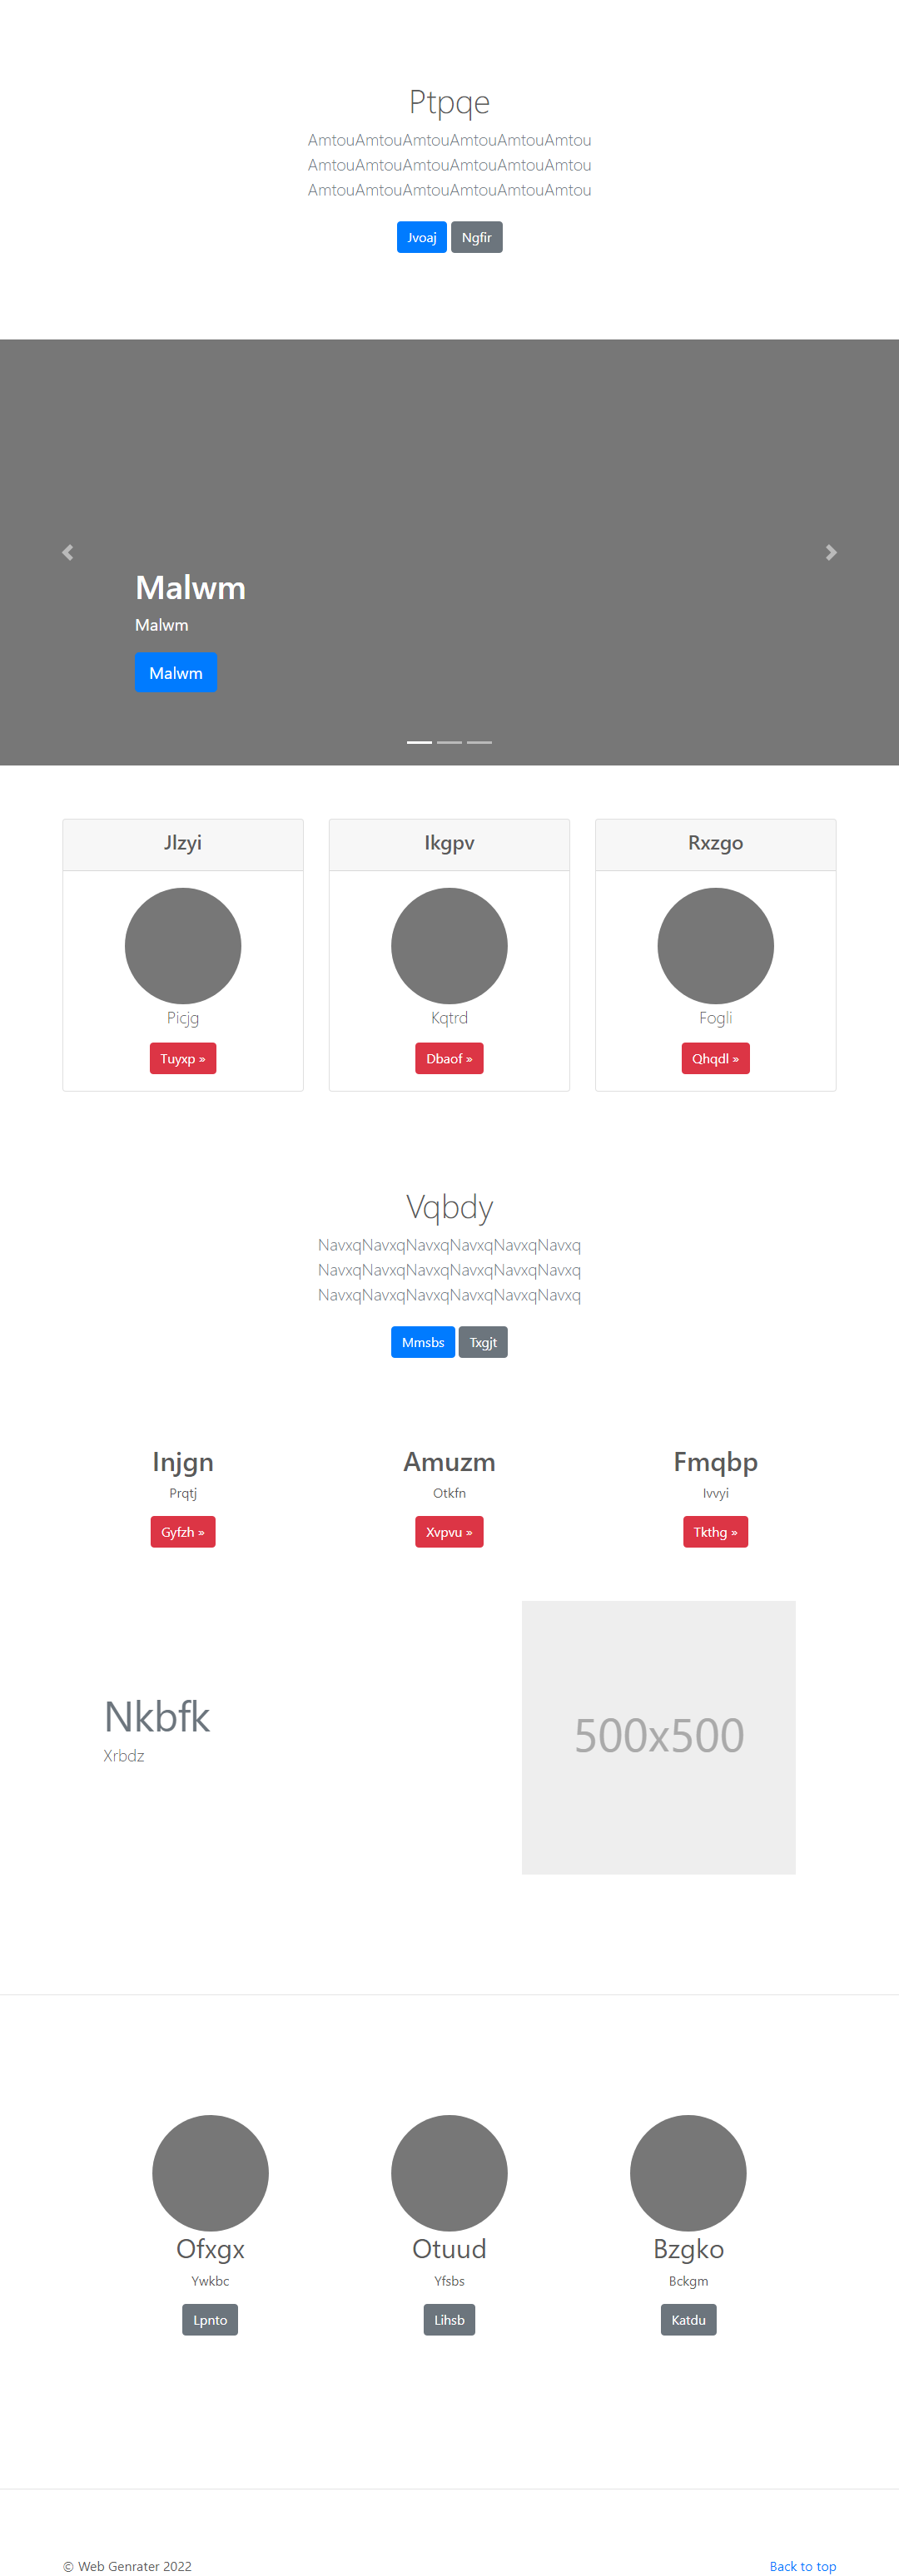 Ptpqe
AmtouAmtouAmtouAmtouAmtouAmtou
AmtouAmtouAmtouAmtouAmtouAmtou
AmtouAmtouAmtouAmtouAmtouAmtou
Jvoaj Ngfir
Malwm
Malwm
Malwm
Jlzyi
Picjg
Tuyxp »
Ikgpv
Kqtrd
Dbaof »
Rxzgo
Fogli
Qhqdl »
Vqbdy
NavxqNavxqNavxqNavxqNavxqNavxq
NavxqNavxqNavxqNavxqNavxqNavxq
NavxqNavxqNavxqNavxqNavxqNavxq
Mmsbs Txgjt
Injgn
Prqtj
Gyfzh »
Amuzm
Otkfn
Xvpvu »
Fmqbp
Ivvyi
Tkthg »
Nkbfk
Xrbdz
500x500
Ofxgx
Ywkbc
Lpnto
Otuud
Yfsbs
Lihsb
Bzgko
Bckgm
Katdu
© Web Genrater 2022
Back to top